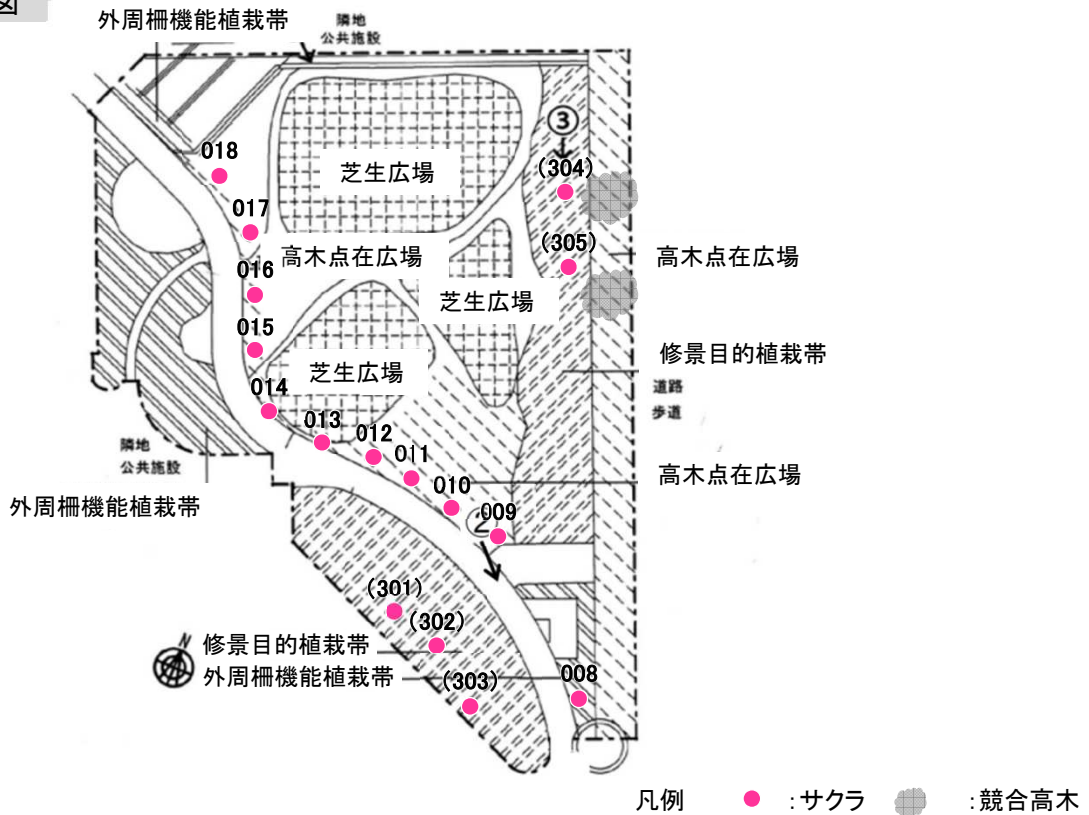 図
外周柵機能植栽帯
隣地
公共施設
③
018
芝生広場
(304)
017
(305)
高木点在広場
高木点在広場
016
芝生広場
015
修景目的植栽帯
芝生広場
道路
歩道
014
013
012
隣地
公共施設
011
高木点在広場
010
外周柵機能植栽帯
009
②
(301)
(302)
N
修景目的植栽帯
外周柵機能植栽帯
(303)
008
凡例
:サクラ
:競合高木